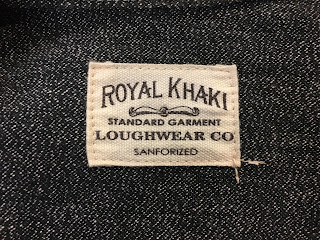 ROYAL KHAKI
STANDARD GARMENT
LOUGHWEAR CO
SANFORIZED